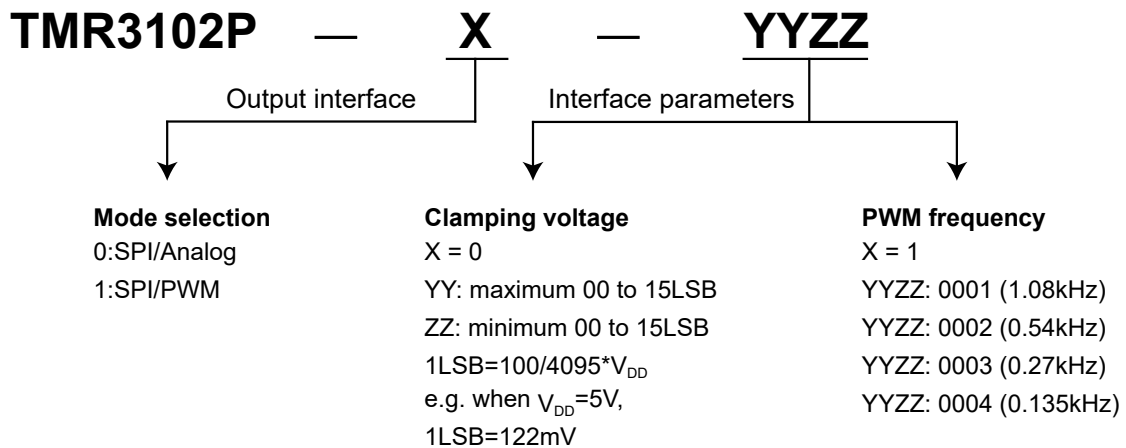 TMR3102P — X — YYZZ
Output interface
Interface parameters
Mode selection
0:SPI/Analog
1:SPI/PWM
Clamping voltage
X = 0
YY: maximum 00 to 15LSB
ZZ: minimum 00 to 15LSB
1LSB=100/4095*VDD
e.g. when VDD=5V,
1LSB=122mV
PWM frequency
X = 1
YYZZ: 0001 (1.08kHz)
YYZZ: 0002 (0.54kHz)
YYZZ: 0003 (0.27kHz)
YYZZ: 0004 (0.135kHz)